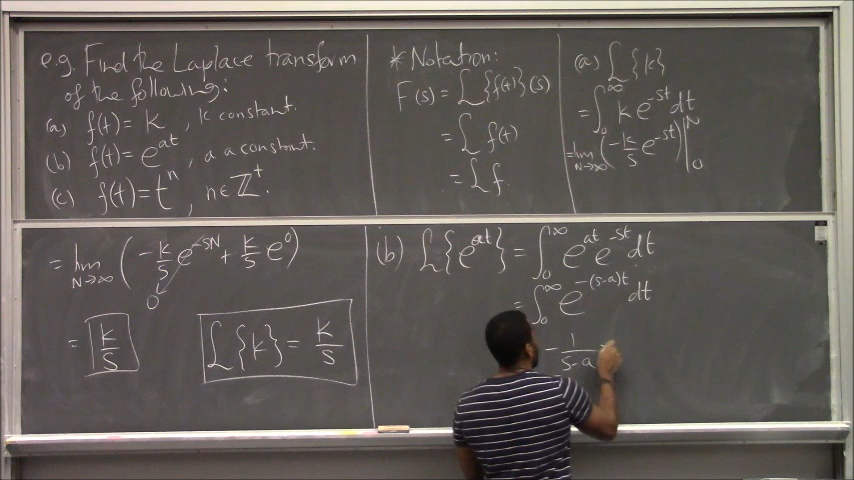 e.g. Find the Laplace transform
of the following:
(a) f(t) = k , k constant.
(b) f(t) = e^{at} , a a constant.
(c) f(t) = t^n , n ∈ ℤ^+.
* Notation:
F(s) = ℒ{f(t)}(s)
= ℒ f(t)
= ℒ f.
(a) ℒ{k}
= ∫_0^∞ k e^{-st} dt
= lim_{N→∞} (-k/s e^{-st})|_0^N
= lim_{N→∞} (-k/s e^{-sN} + k/s e^0)
0
= k/s
ℒ{k} = k/s
(b) ℒ{e^{at}} = ∫_0^∞ e^{at} e^{-st} dt
= ∫_0^∞ e^{-(s-a)t} dt
- 1/s-a